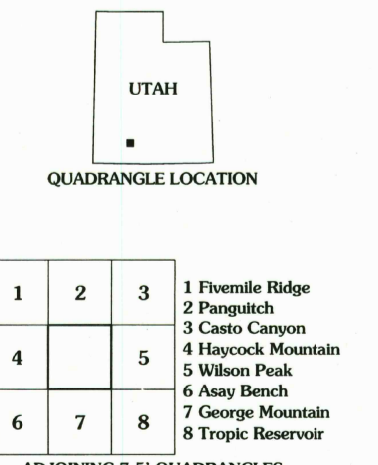 UTAH
QUADRANGLE LOCATION
1 2 3
4 5
6 7 8
1 Fivemile Ridge
2 Panguitch
3 Casto Canyon
4 Haycock Mountain
5 Wilson Peak
6 Asay Bench
7 George Mountain
8 Tropic Reservoir
ADJOINING 7.5' QUADRANGLES